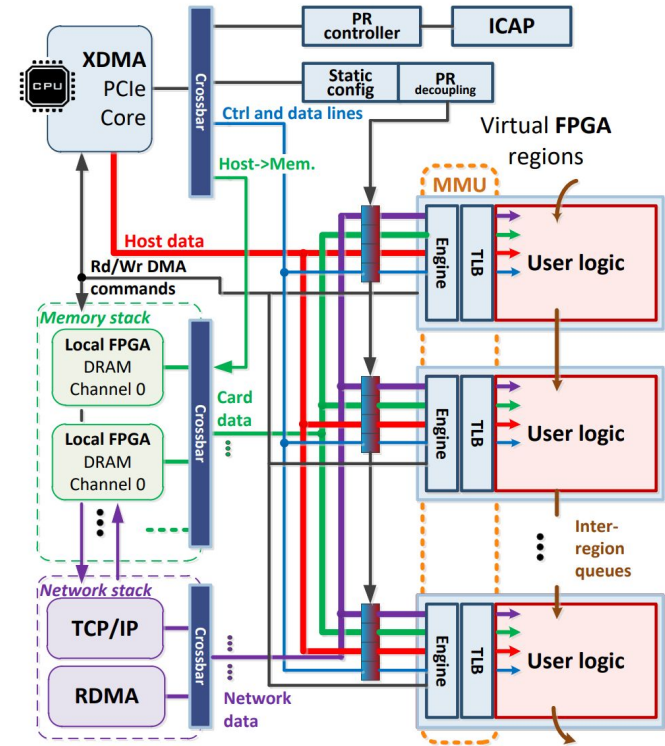 CPU
XDMA
PCIe
Core
Crossbar
PR
controller
ICAP
Static
config
PR
decoupling
Ctrl and data lines
Host->Mem.
Host data
Rd/Wr DMA
commands
Virtual FPGA
regions
MMU
Engine
TLB
User logic
Memory stack
Local FPGA
DRAM
Channel 0
Local FPGA
DRAM
Channel 0
Crossbar
Card
data
Engine
TLB
User logic
Inter-
region
queues
Network stack
TCP/IP
RDMA
Crossbar
Network
data
Engine
TLB
User logic